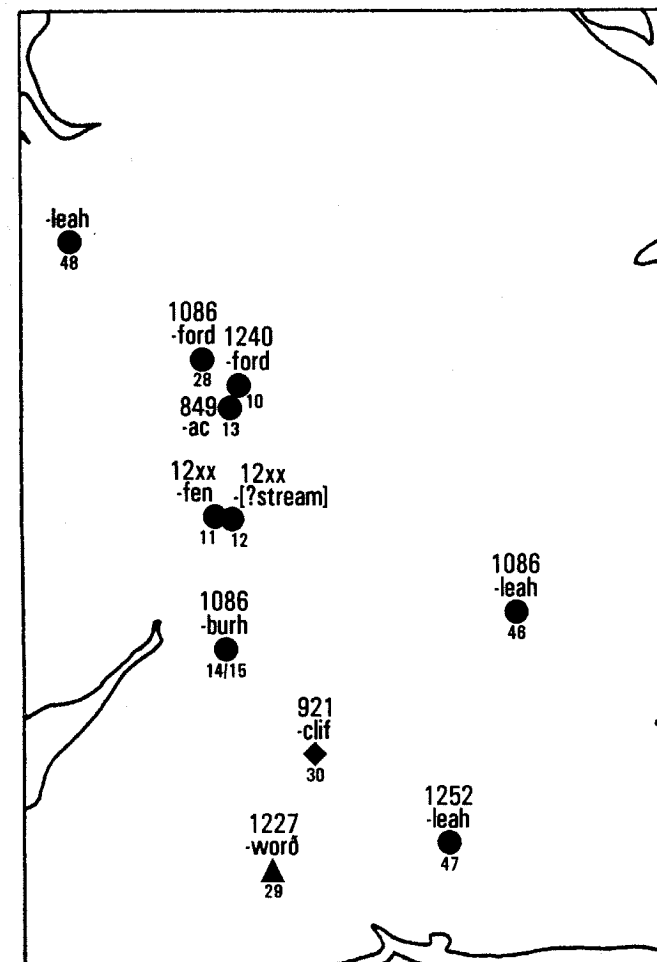 -leah
48
1086
-ford
28
1240
-ford
10
849
-ac
13
12xx
-fen
11
12xx
-[?stream]
12
1086
-leah
46
1086
-burh
14/15
921
-clif
30
1252
-leah
47
1227
-worð
29